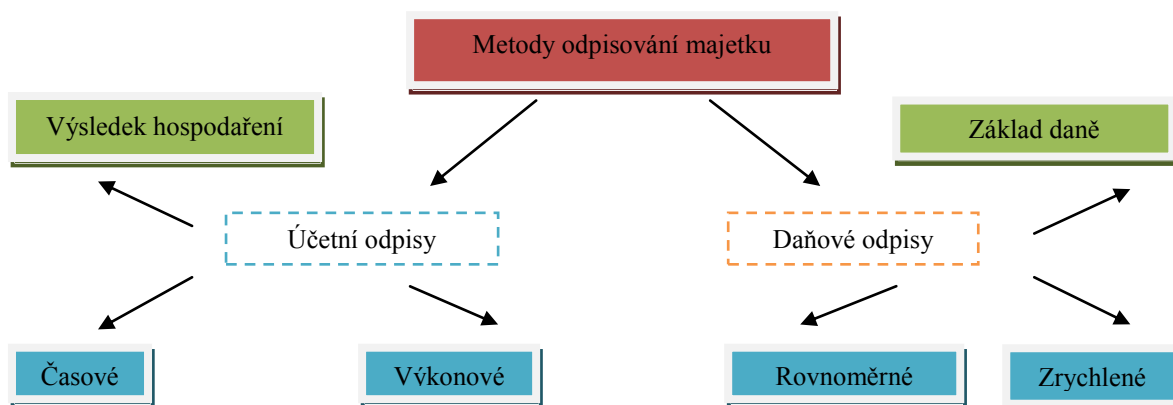 Metody odpisování majetku
Výsledek hospodaření
Základ daně
Účetní odpisy
Daňové odpisy
Časové
Výkonové
Rovnoměrné
Zrychlené